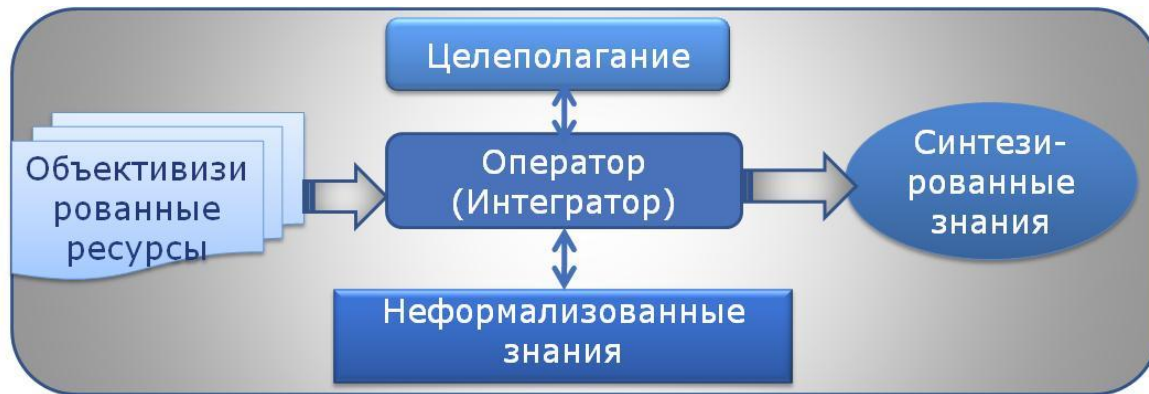 Целеполагание
Объективизи
рованные
ресурсы
Оператор
(Интегратор)
Синтези-
рованные
знания
Неформализованные
знания